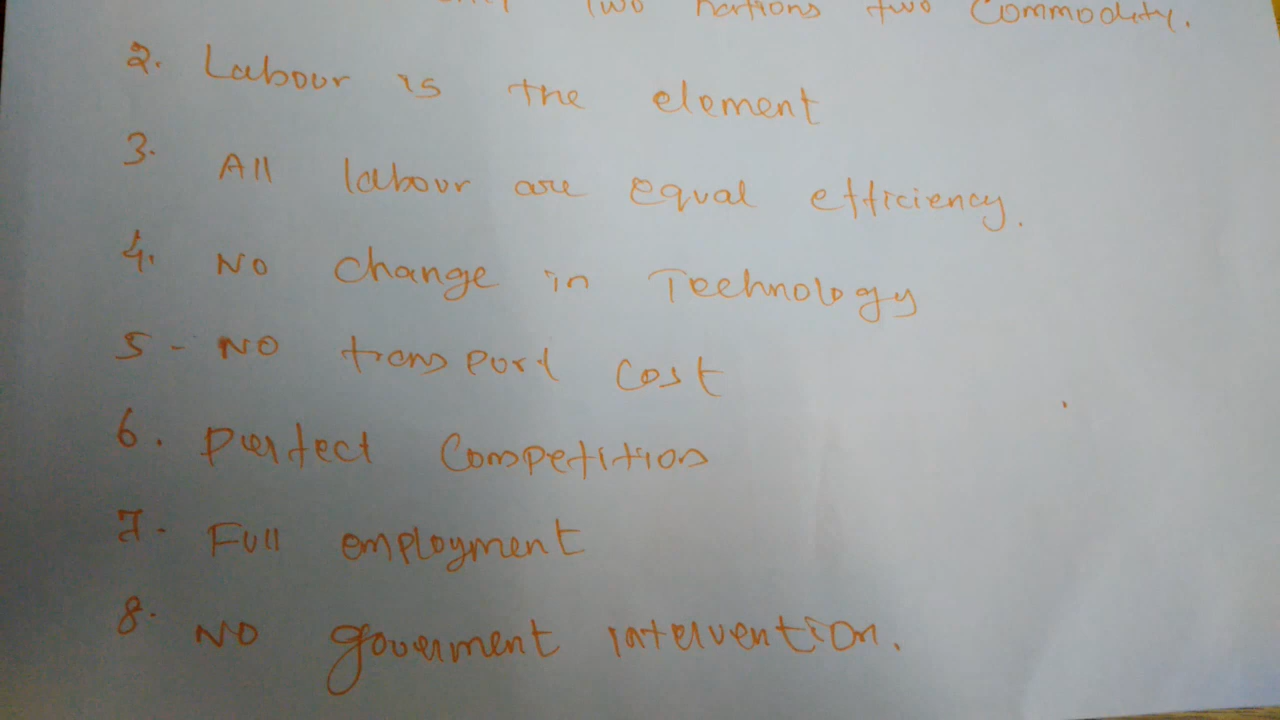 Two nations two Commodity.
2. Labour is the element
3. All labour are equal efficiency.
4. NO change in Technology
5 - NO transport cost
6. Perfect Competition
7. Full employment
8. NO goverment intervention.